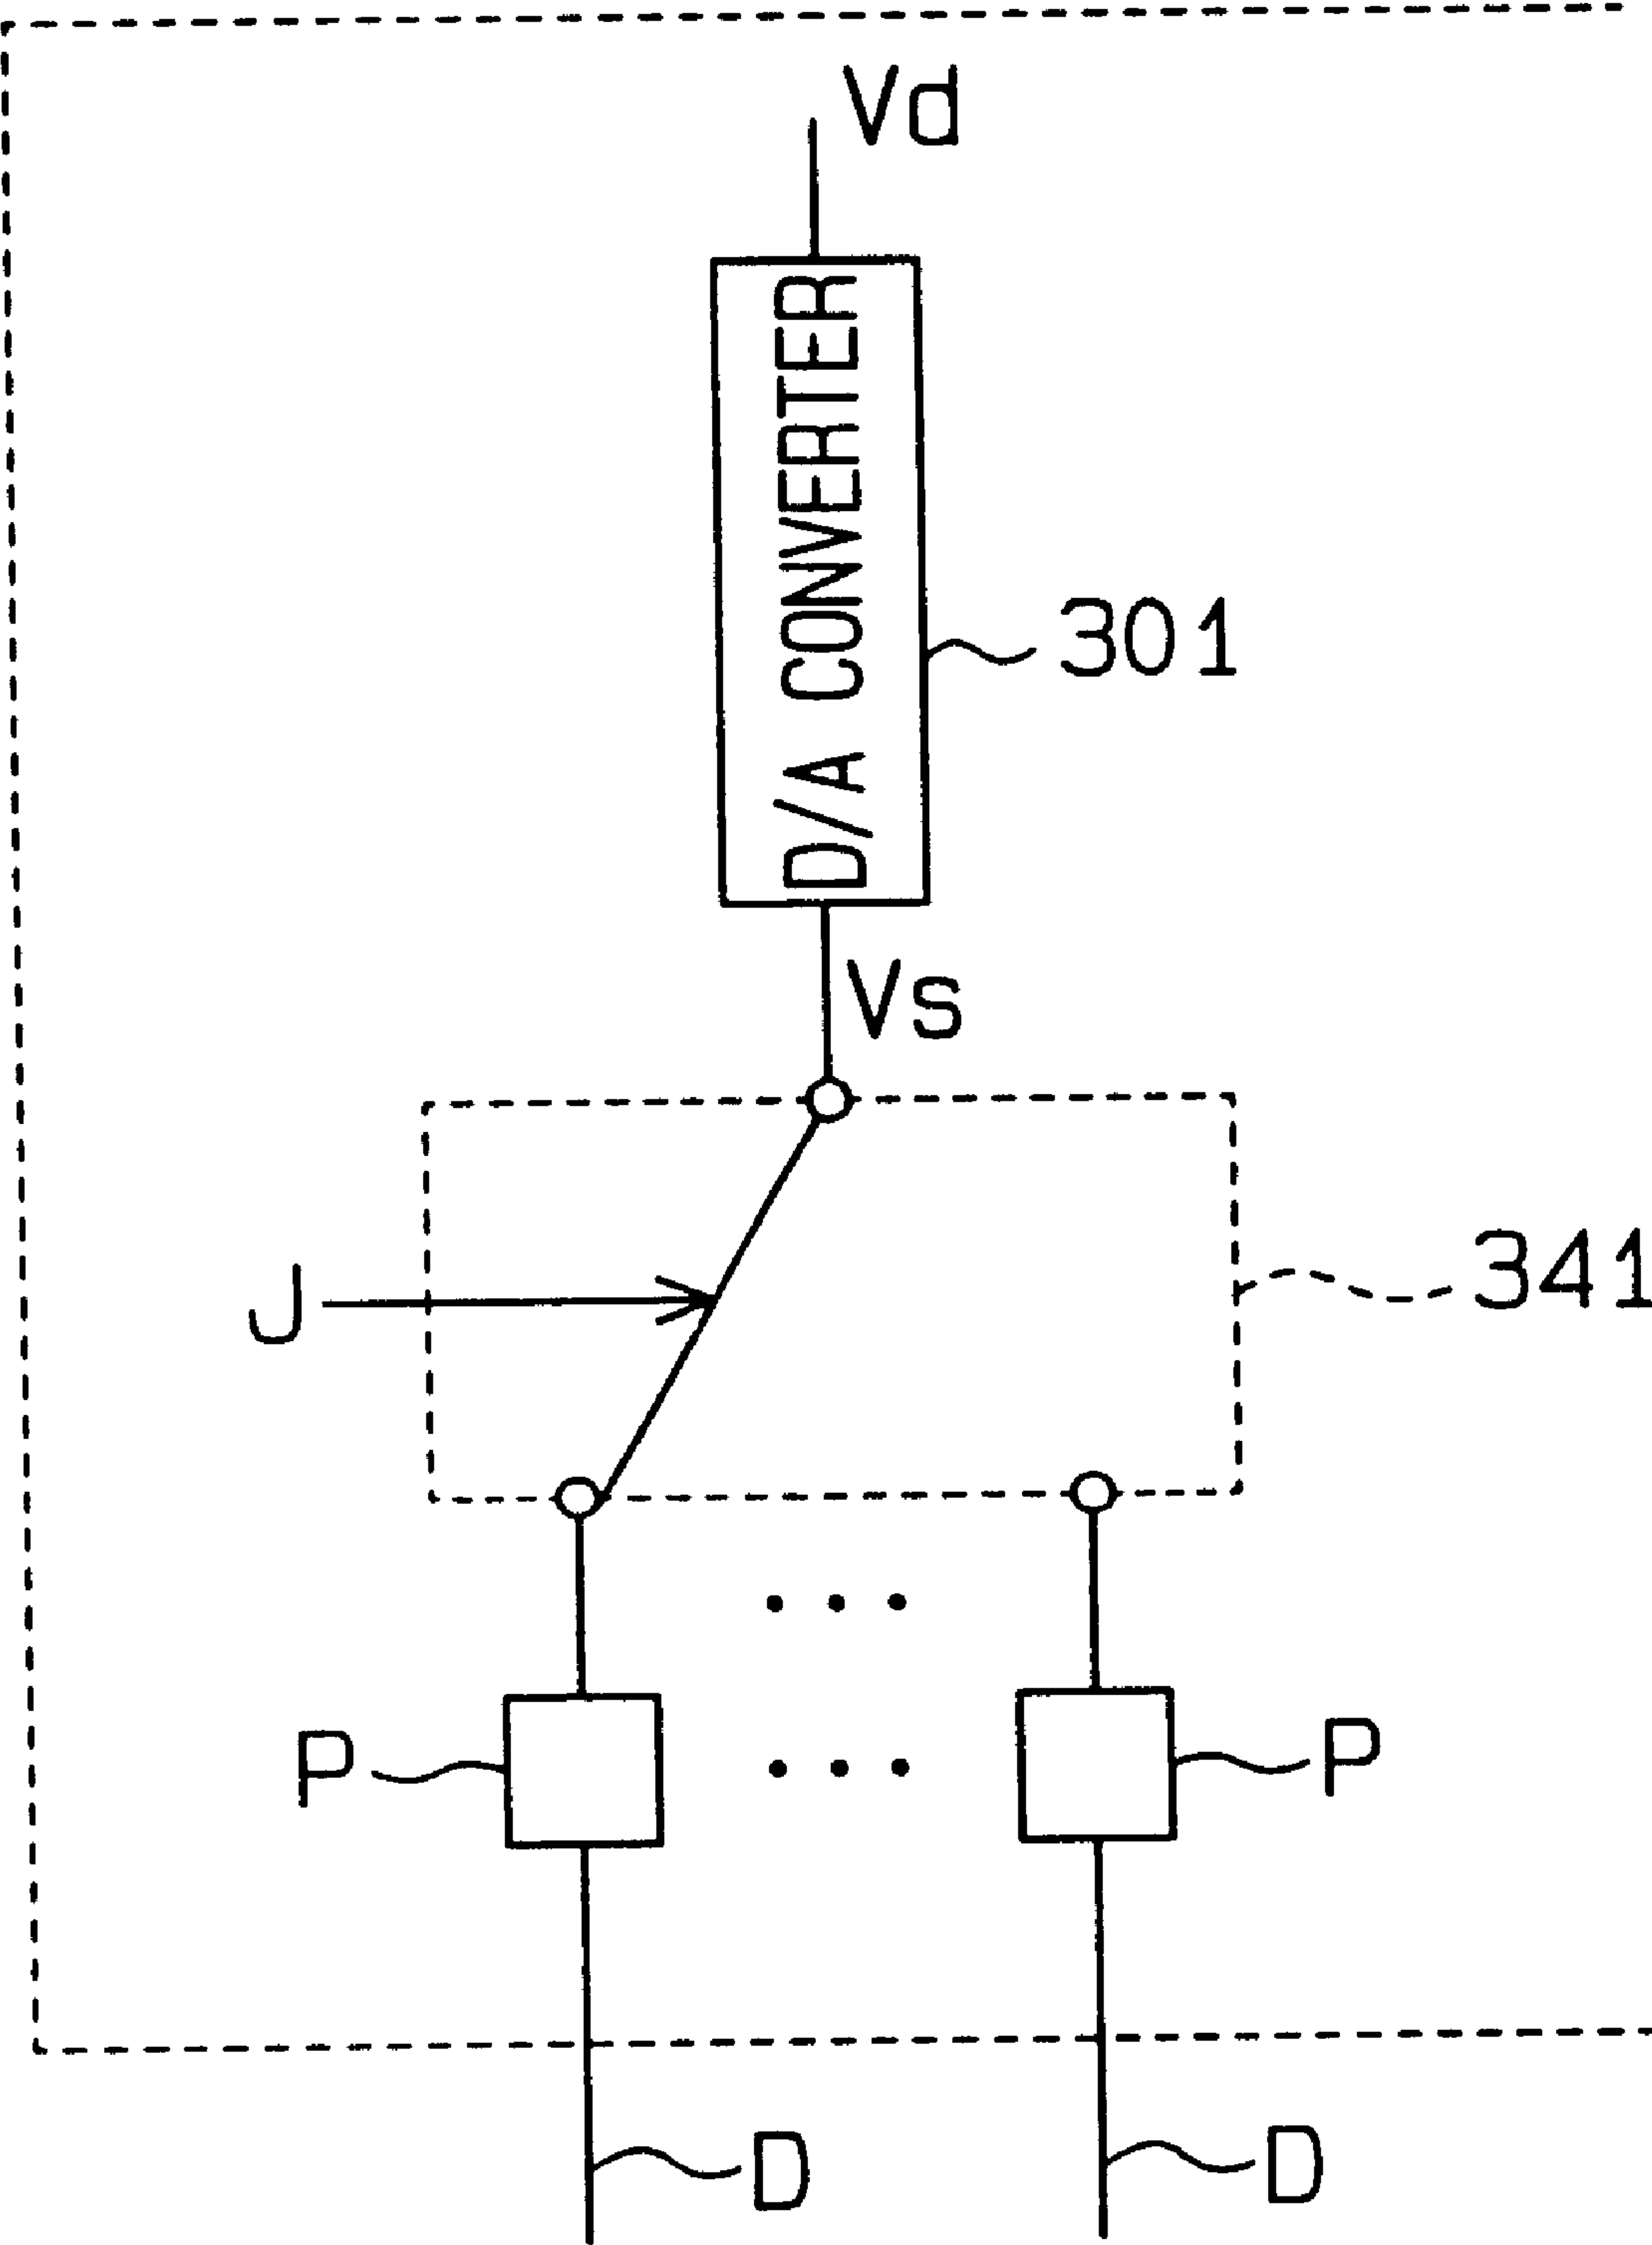 Vd
D/A CONVERTER
301
Vs
J
341
P
P
D
D